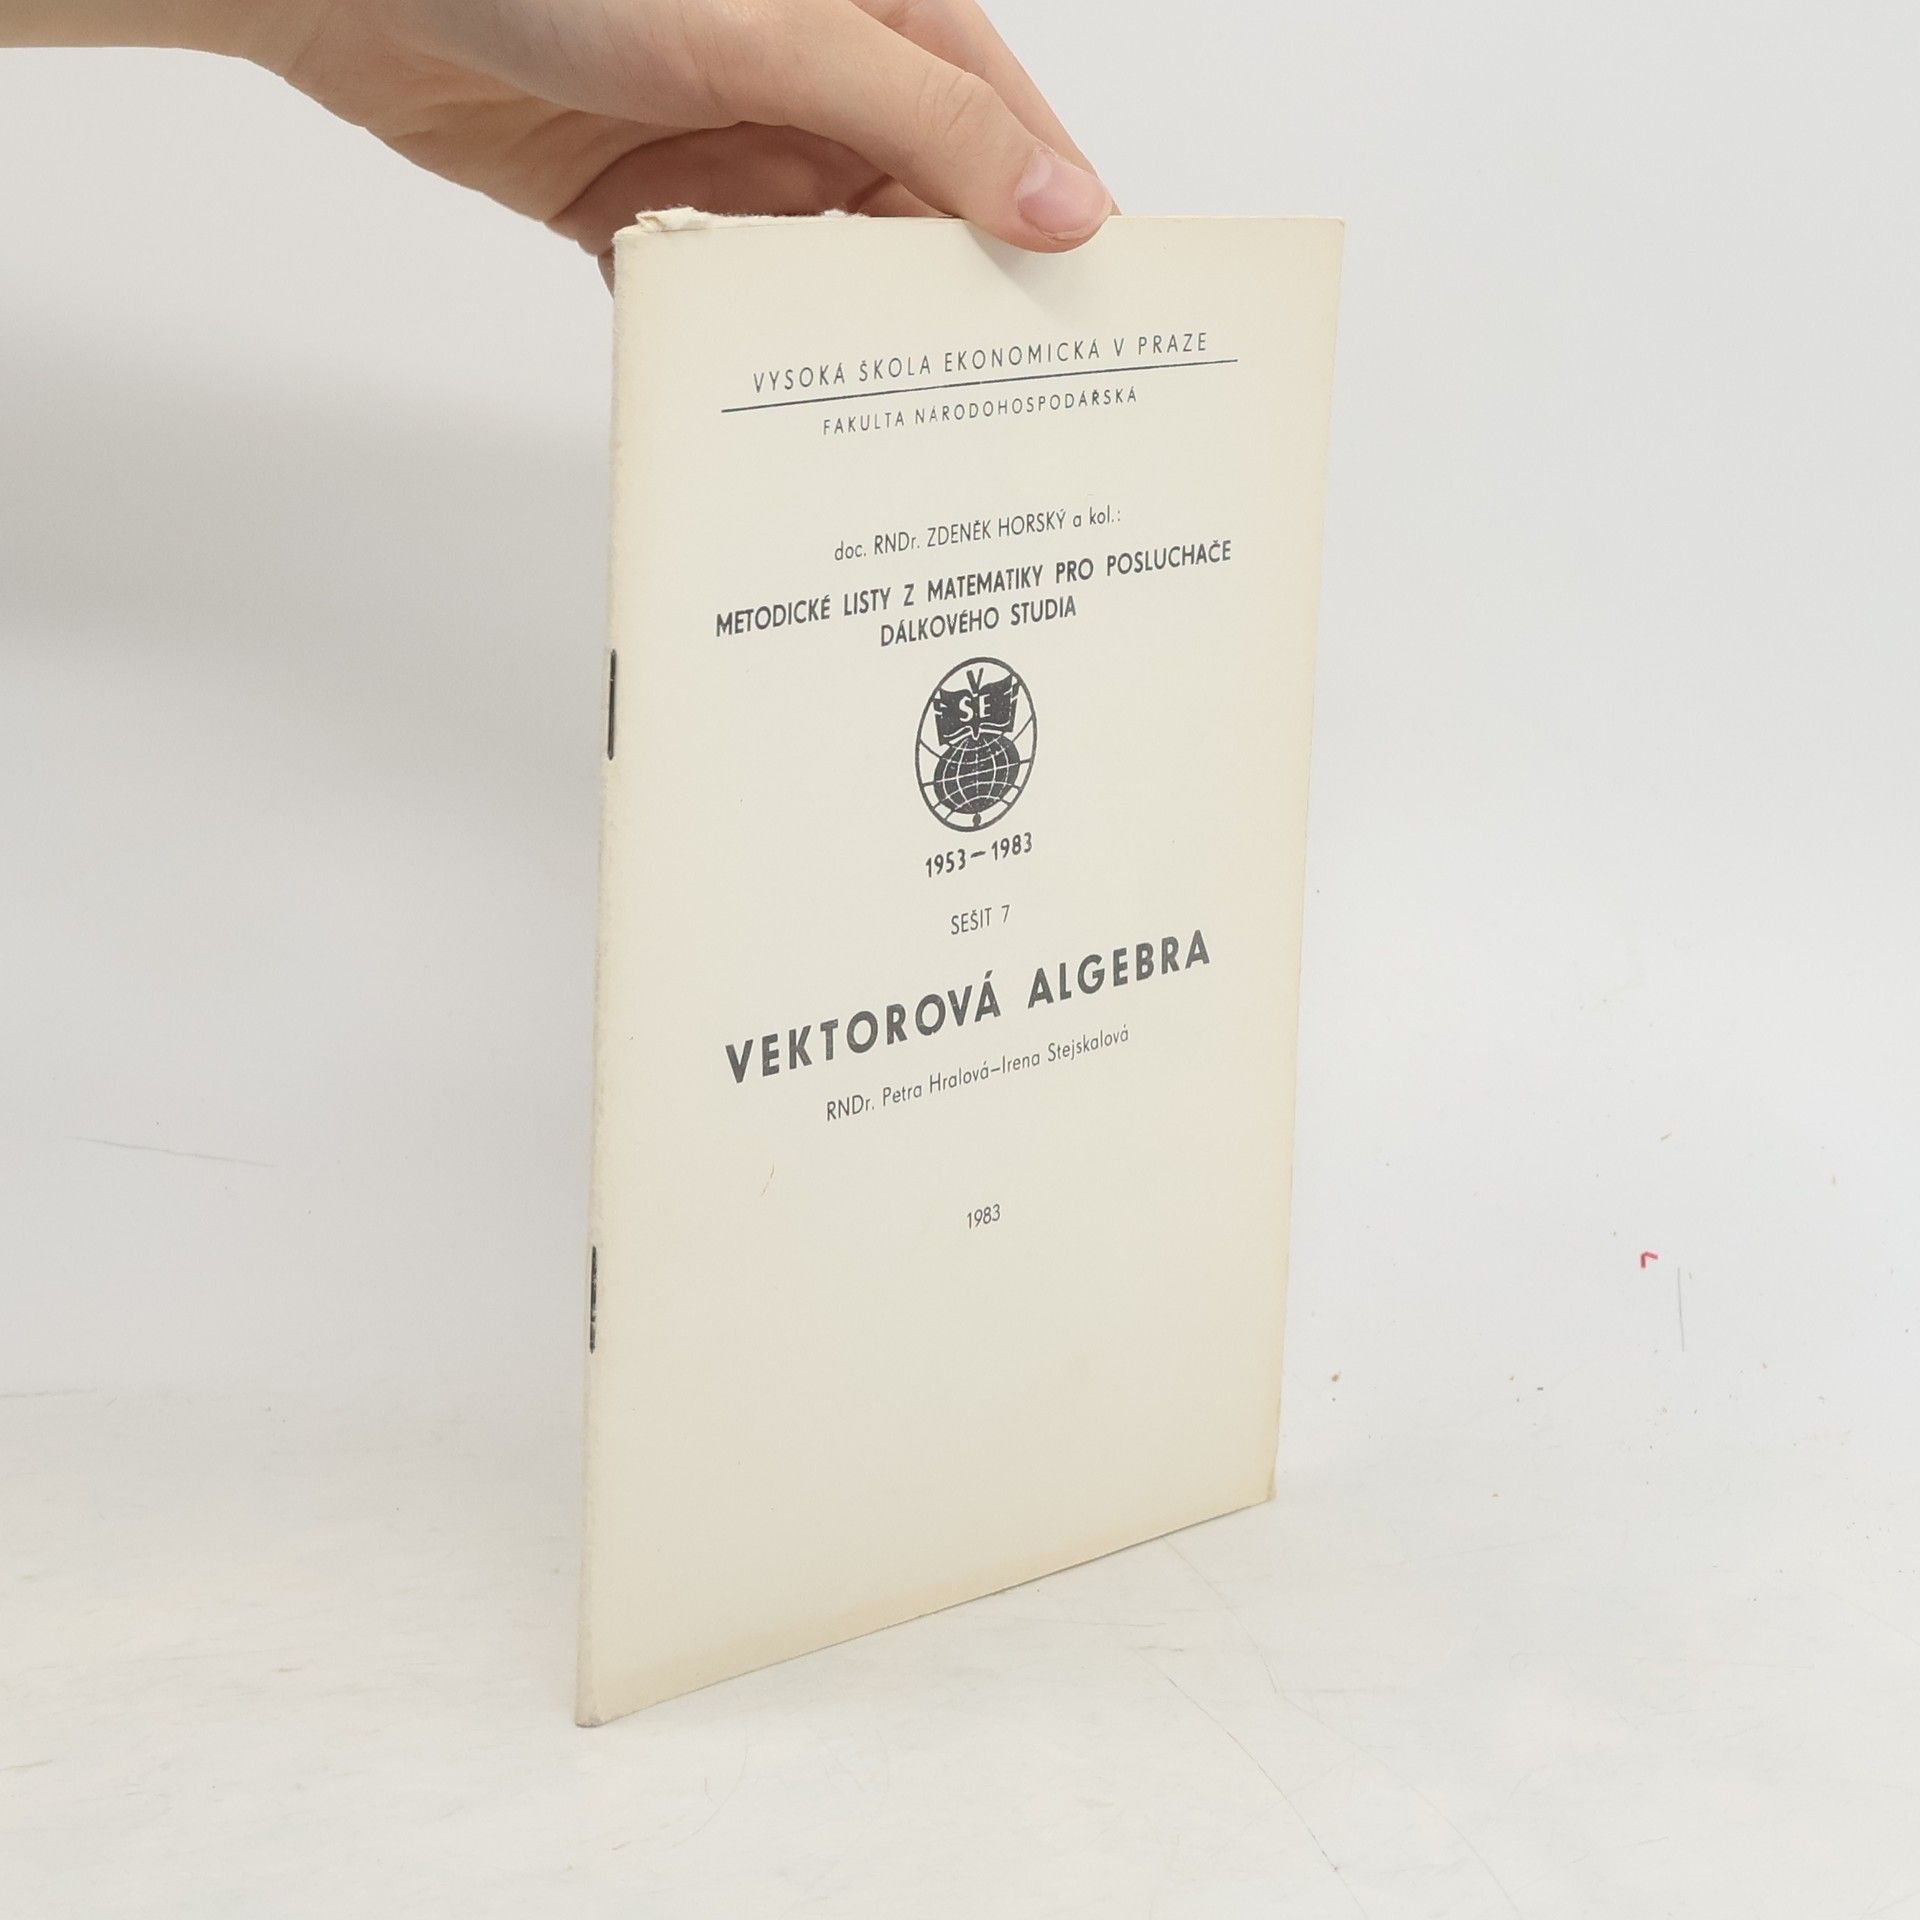 VYSOKÁ ŠKOLA EKONOMICKÁ V PRAZE
FAKULTA NÁRODOHOSPODÁŘSKÁ
doc. RNDr. ZDENĚK HORSKÝ a kol.:
METODICKÉ LISTY Z MATEMATIKY PRO POSLUCHAČE
DÁLKOVÉHO STUDIA
V
ŠE
1953–1983
SEŠIT 7
VEKTOROVÁ ALGEBRA
RNDr. Petra Hralová–Irena Stejskalová
1983